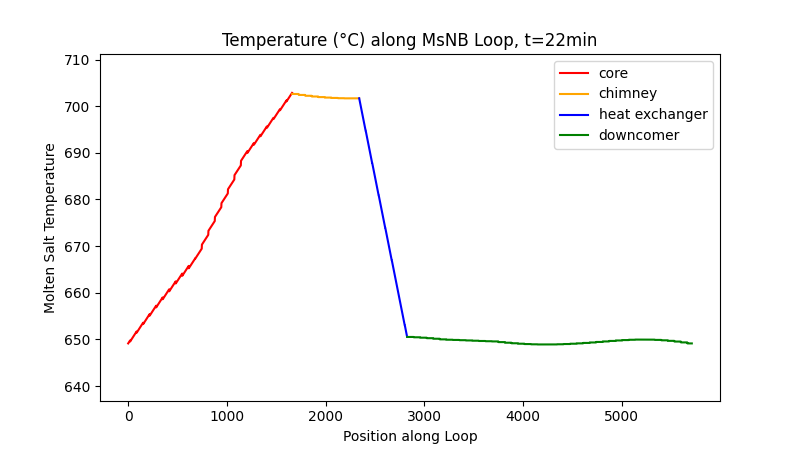 Temperature (°C) along MsNB Loop, t=22min
Molten Salt Temperature
710
700
690
680
670
660
650
640
core
chimney
heat exchanger
downcomer
0 1000 2000 3000 4000 5000
Position along Loop